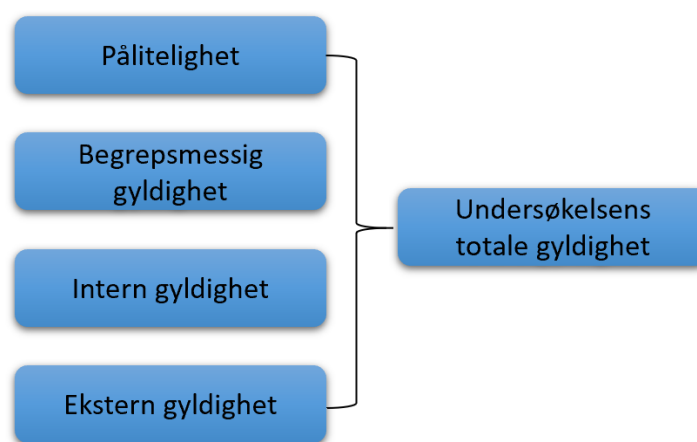 Pålitelighet
Begrepsmessig
gyldighet
Intern gyldighet
Ekstern gyldighet
Undersøkelsens
totale gyldighet